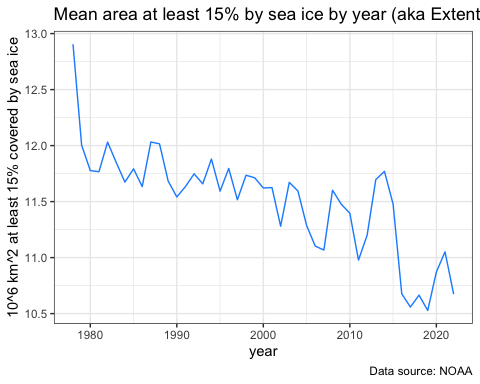 Mean area at least 15% by sea ice by year (aka Extent
13.0
12.5
12.0
11.5
11.0
10.5
10^6 km^2 at least 15% covered by sea ice
1980
1990
2000
2010
2020
year
Data source: NOAA